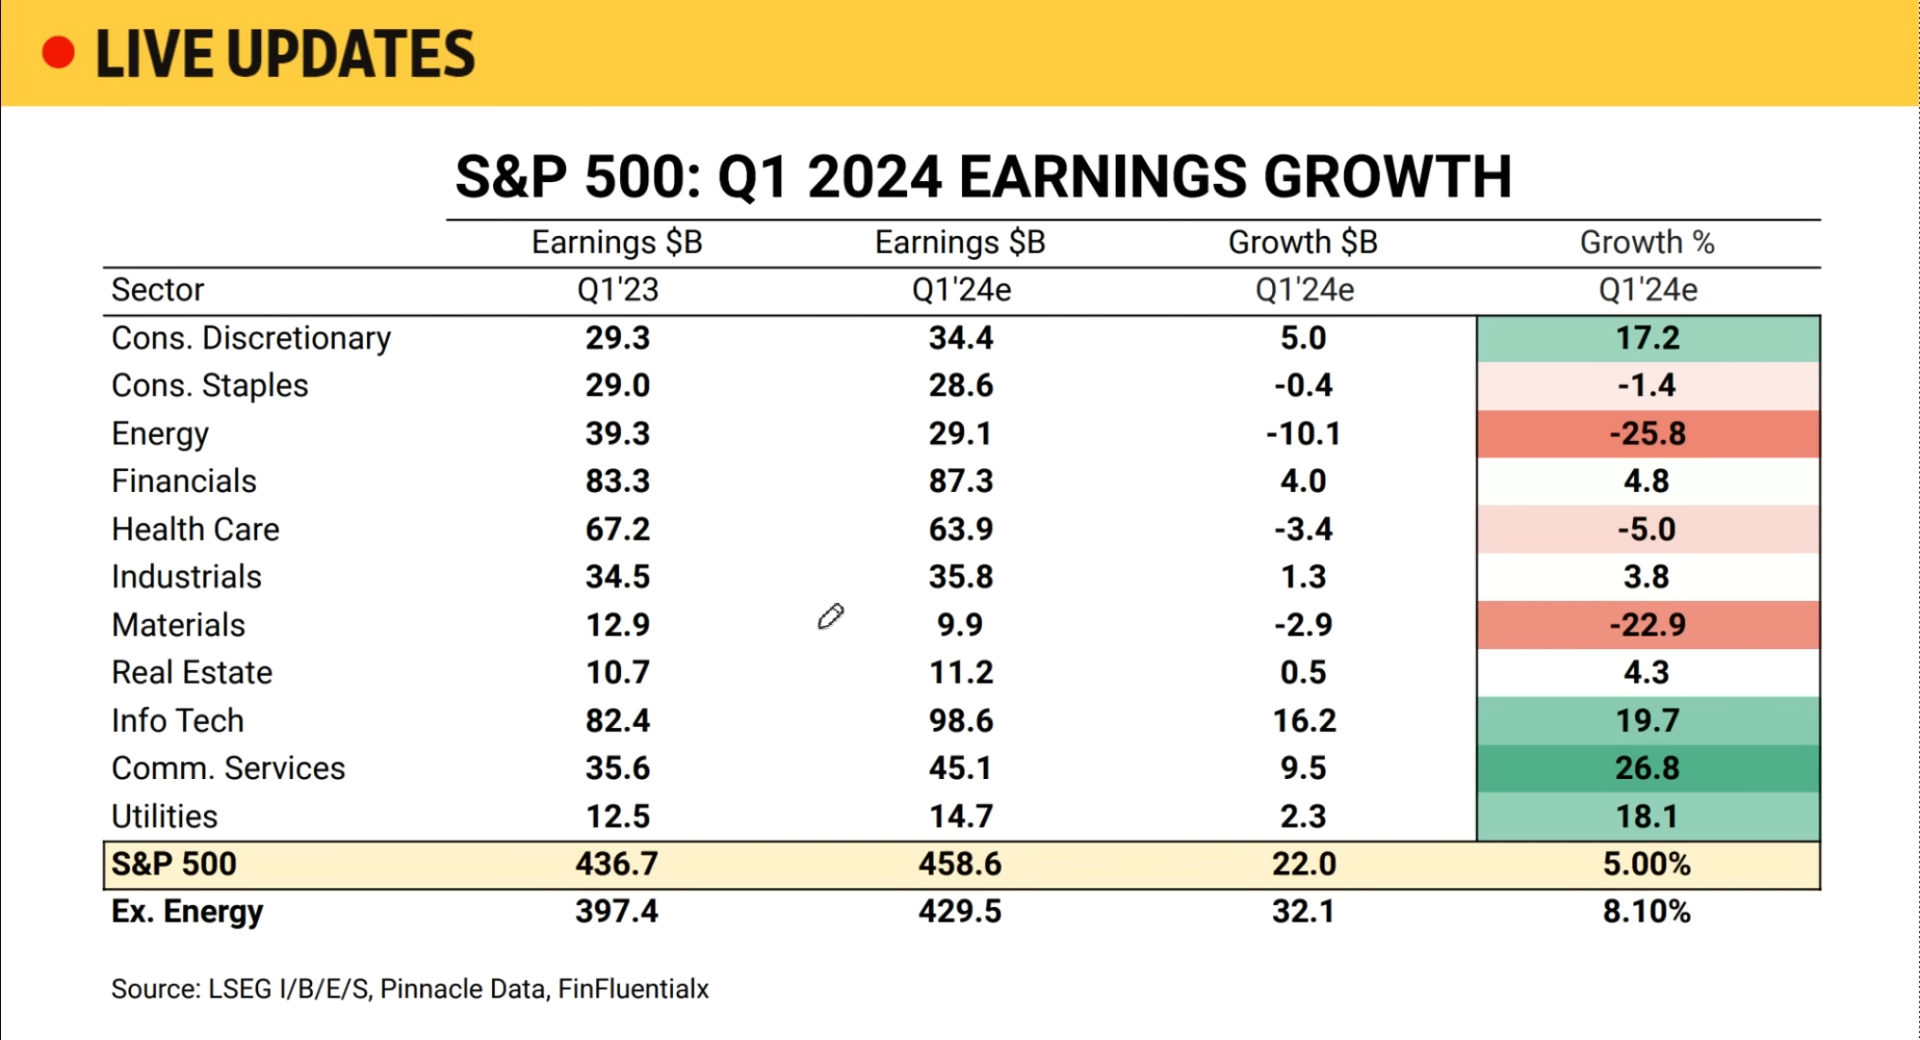 LIVE UPDATES
S&P 500: Q1 2024 EARNINGS GROWTH
Earnings $B Earnings $B Growth $B Growth %
Sector Q1'23 Q1'24e Q1'24e Q1'24e
Cons. Discretionary 29.3 34.4 5.0 17.2
Cons. Staples 29.0 28.6 -0.4 -1.4
Energy 39.3 29.1 -10.1 -25.8
Financials 83.3 87.3 4.0 4.8
Health Care 67.2 63.9 -3.4 -5.0
Industrials 34.5 35.8 1.3 3.8
Materials 12.9 9.9 -2.9 -22.9
Real Estate 10.7 11.2 0.5 4.3
Info Tech 82.4 98.6 16.2 19.7
Comm. Services 35.6 45.1 9.5 26.8
Utilities 12.5 14.7 2.3 18.1
S&P 500 436.7 458.6 22.0 5.00%
Ex. Energy 397.4 429.5 32.1 8.10%
Source: LSEG I/B/E/S, Pinnacle Data, FinFluentialx